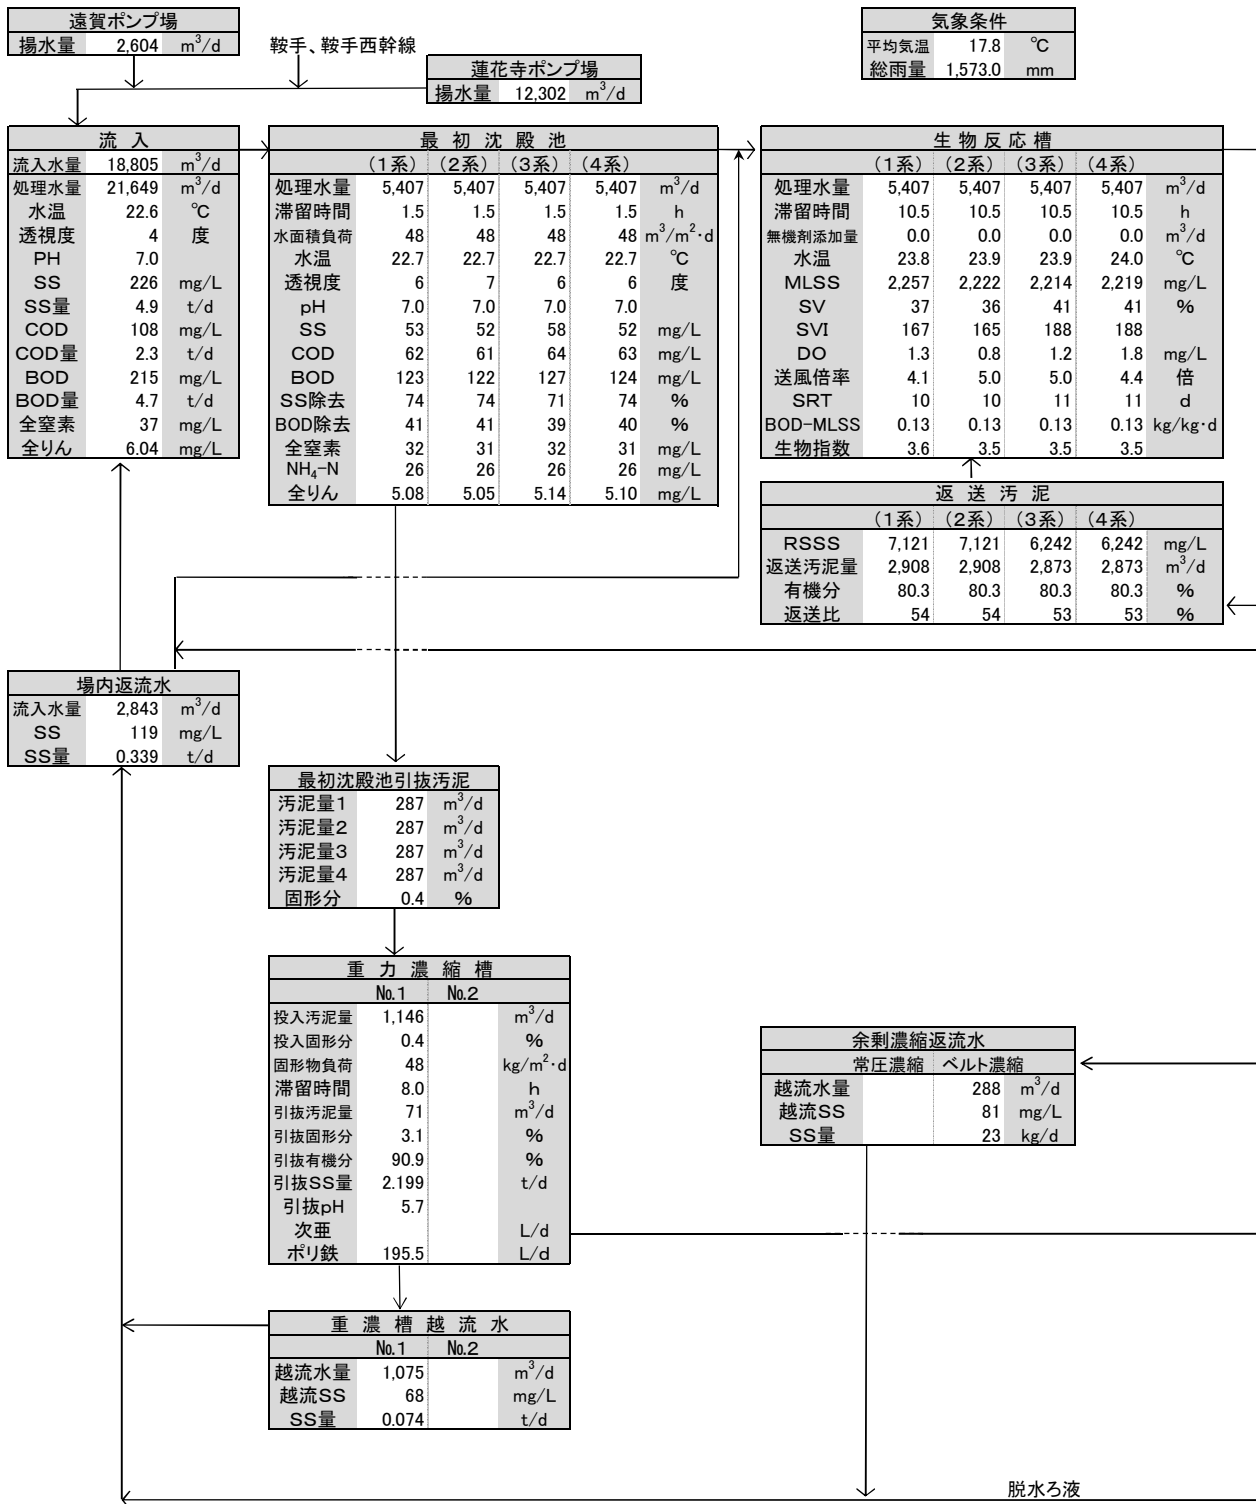 遠賀ポンプ場
揚水量 2,604 m³/d
鞍手、鞍手西幹線
蓮花寺ポンプ場
揚水量 12,302 m³/d
気象条件
平均気温 17.8 ℃
総雨量 1,573.0 mm
流 入
流入水量 18,805 m³/d
処理水量 21,649 m³/d
水温 22.6 ℃
透視度 4 度
PH 7.0
SS 226 mg/L
SS量 4.9 t/d
COD 108 mg/L
COD量 2.3 t/d
BOD 215 mg/L
BOD量 4.7 t/d
全窒素 37 mg/L
全りん 6.04 mg/L
最 初 沈 殿 池
(1系) (2系) (3系) (4系)
処理水量 5,407 5,407 5,407 5,407 m³/d
滞留時間 1.5 1.5 1.5 1.5 h
水面積負荷 48 48 48 48 m³/m²・d
水温 22.7 22.7 22.7 22.7 ℃
透視度 6 7 6 6 度
pH 7.0 7.0 7.0 7.0
SS 53 52 58 52 mg/L
COD 62 61 64 63 mg/L
BOD 123 122 127 124 mg/L
SS除去 74 74 71 74 %
BOD除去 41 41 39 40 %
全窒素 32 31 32 31 mg/L
NH₄-N 26 26 26 26 mg/L
全りん 5.08 5.05 5.14 5.10 mg/L
生 物 反 応 槽
(1系) (2系) (3系) (4系)
処理水量 5,407 5,407 5,407 5,407 m³/d
滞留時間 10.5 10.5 10.5 10.5 h
無機剤添加量 0.0 0.0 0.0 0.0 m³/d
水温 23.8 23.9 23.9 24.0 ℃
MLSS 2,257 2,222 2,214 2,219 mg/L
SV 37 36 41 41 %
SVI 167 165 188 188
DO 1.3 0.8 1.2 1.8 mg/L
送風倍率 4.1 5.0 5.0 4.4 倍
SRT 10 10 11 11 d
BOD-MLSS 0.13 0.13 0.13 0.13 kg/kg・d
生物指数 3.6 3.5 3.5 3.5
返 送 汚 泥
(1系) (2系) (3系) (4系)
RSSS 7,121 7,121 6,242 6,242 mg/L
返送汚泥量 2,908 2,908 2,873 2,873 m³/d
有機分 80.3 80.3 80.3 80.3 %
返送比 54 54 53 53 %
場内返流水
流入水量 2,843 m³/d
SS 119 mg/L
SS量 0.339 t/d
最初沈殿池引抜汚泥
汚泥量1 287 m³/d
汚泥量2 287 m³/d
汚泥量3 287 m³/d
汚泥量4 287 m³/d
固形分 0.4 %
重 力 濃 縮 槽
№1 №2
投入汚泥量 1,146 m³/d
投入固形分 0.4 %
固形物負荷 48 kg/m²・d
滞留時間 8.0 h
引抜汚泥量 71 m³/d
引抜固形分 3.1 %
引抜有機分 90.9 %
引抜SS量 2.199 t/d
引抜pH 5.7
次亜 L/d
ポリ鉄 195.5 L/d
余剰濃縮返流水
常圧濃縮 ベルト濃縮
越流水量 288 m³/d
越流SS 81 mg/L
SS量 23 kg/d
重 濃 槽 越 流 水
№1 №2
越流水量 1,075 m³/d
越流SS 68 mg/L
SS量 0.074 t/d
脱水ろ液